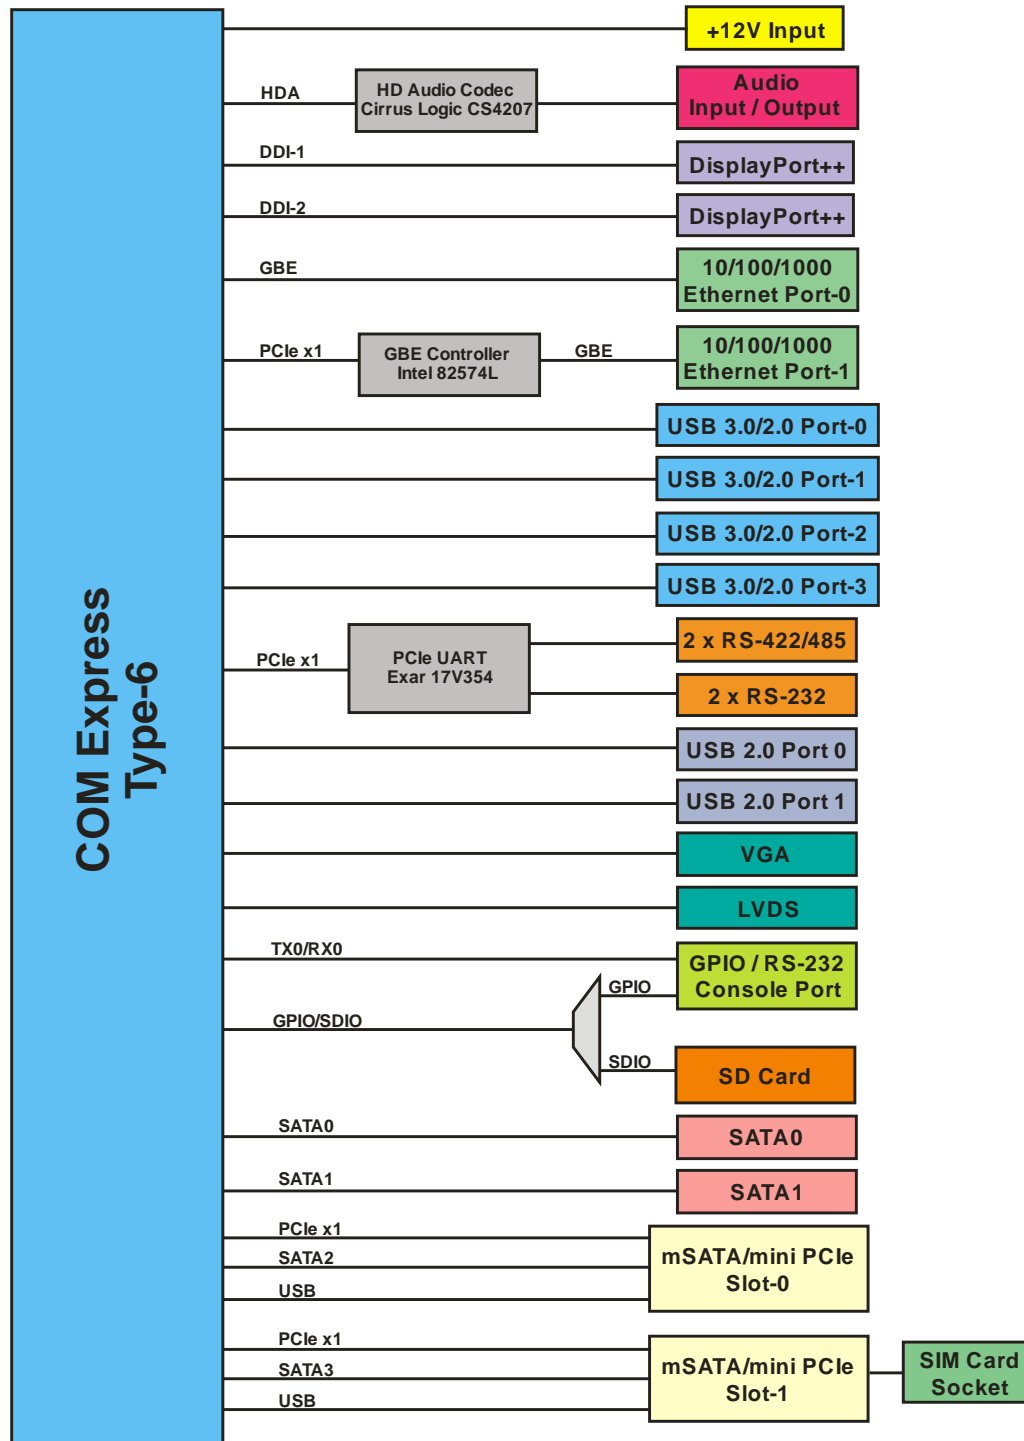 COM Express
Type-6
+12V Input
HDA
HD Audio Codec
Cirrus Logic CS4207
Audio
Input / Output
DDI-1
DisplayPort++
DDI-2
DisplayPort++
GBE
10/100/1000
Ethernet Port-0
PCIe x1
GBE Controller
Intel 82574L
GBE
10/100/1000
Ethernet Port-1
USB 3.0/2.0 Port-0
USB 3.0/2.0 Port-1
USB 3.0/2.0 Port-2
USB 3.0/2.0 Port-3
PCIe x1
PCIe UART
Exar 17V354
2 x RS-422/485
2 x RS-232
USB 2.0 Port 0
USB 2.0 Port 1
VGA
LVDS
TX0/RX0
GPIO / RS-232
Console Port
GPIO
GPIO/SDIO
SDIO
SD Card
SATA0
SATA0
SATA1
SATA1
PCIe x1
SATA2
USB
mSATA/mini PCIe
Slot-0
PCIe x1
SATA3
USB
mSATA/mini PCIe
Slot-1
SIM Card
Socket